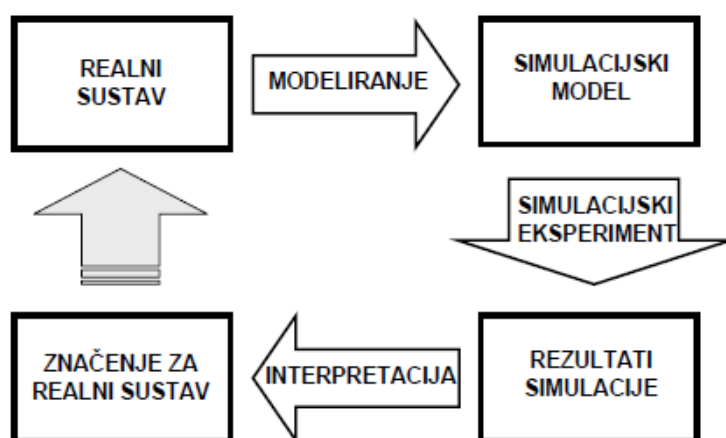 REALNI
SUSTAV
MODELIRANJE
SIMULACIJSKI
MODEL
SIMULACIJSKI
EKSPERIMENT
ZNAČENJE ZA
REALNI SUSTAV
INTERPRETACIJA
REZULTATI
SIMULACIJE